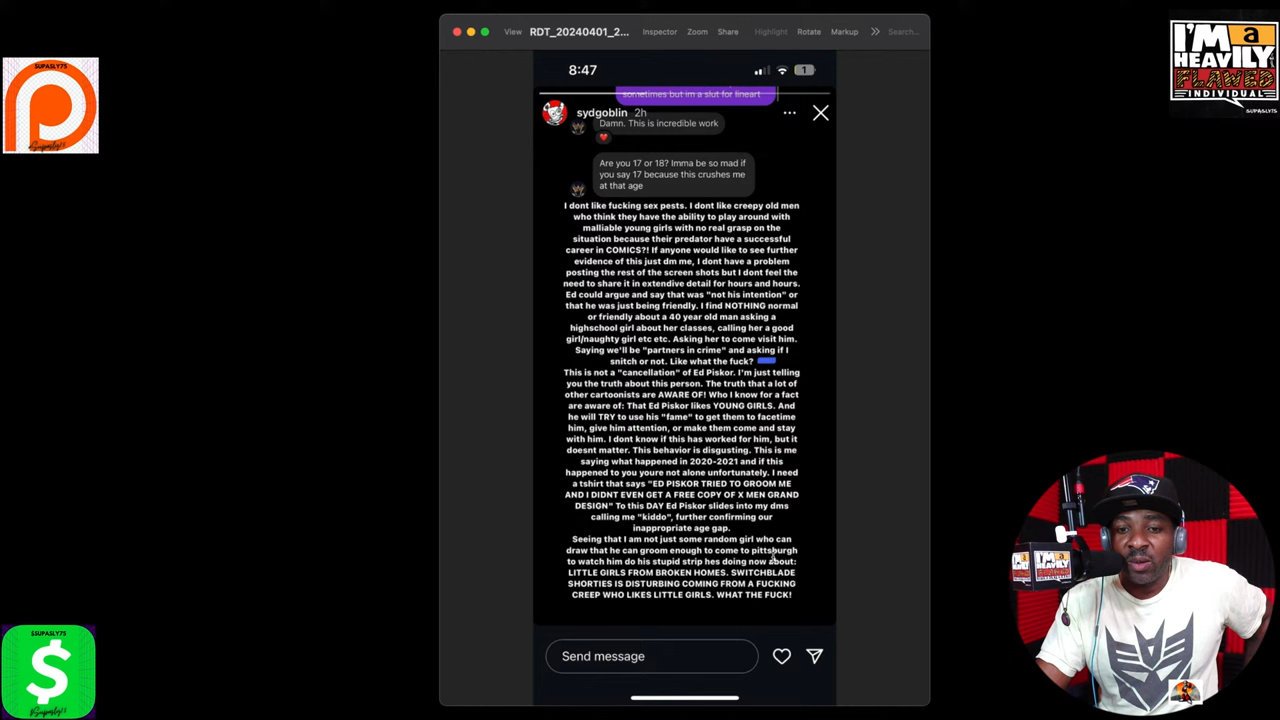 SUPASLY75
$upasly75
View
RDT_20240401_2...
Inspector
Zoom
Share
Highlight
Rotate
Markup
Search...
I'M a
HEAVILY
FLAWED
INDIVIDUAL
SUPASLY75
8:47
1
sometimes but im a slut for lineart
sydgoblin 2h
Damn. This is incredible work
Are you 17 or 18? Imma be so mad if
you say 17 because this crushes me
at that age
I dont like fucking sex pests. I dont like creepy old men
who think they have the ability to play around with
malliable young girls with no real grasp on the
situation because their predator have a successful
career in COMICS?! If anyone would like to see further
evidence of this just dm me, I dont have a problem
posting the rest of the screen shots but I dont feel the
need to share it in extendive detail for hours and hours.
Ed could argue and say that was "not his intention" or
that he was just being friendly. I find NOTHING normal
or friendly about a 40 year old man asking a
highschool girl about her classes, calling her a good
girl/naughty girl etc etc. Asking her to come visit him.
Saying we'll be "partners in crime" and asking if I
snitch or not. Like what the fuck?
This is not a "cancellation" of Ed Piskor. I'm just telling
you the truth about this person. The truth that a lot of
other cartoonists are AWARE OF! Who I know for a fact
are aware of: That Ed Piskor likes YOUNG GIRLS. And
he will TRY to use his "fame" to get them to facetime
him, give him attention, or make them come and stay
with him. I dont know if this has worked for him, but it
doesnt matter. This behavior is disgusting. This is me
saying what happened in 2020-2021 and if this
happened to you youre not alone unfortunately. I need
a tshirt that says "ED PISKOR TRIED TO GROOM ME
AND I DIDNT EVEN GET A FREE COPY OF X MEN GRAND
DESIGN" To this DAY Ed Piskor slides into my dms
calling me "kiddo", further confirming our
inappropriate age gap.
Seeing that I am not just some random girl who can
draw that he can groom enough to come to pittsburgh
to watch him do his stupid strip hes doing now about:
LITTLE GIRLS FROM BROKEN HOMES. SWITCHBLADE
SHORTIES IS DISTURBING COMING FROM A FUCKING
CREEP WHO LIKES LITTLE GIRLS. WHAT THE FUCK!
Send message
$SUPASLY75
$
$upasly75